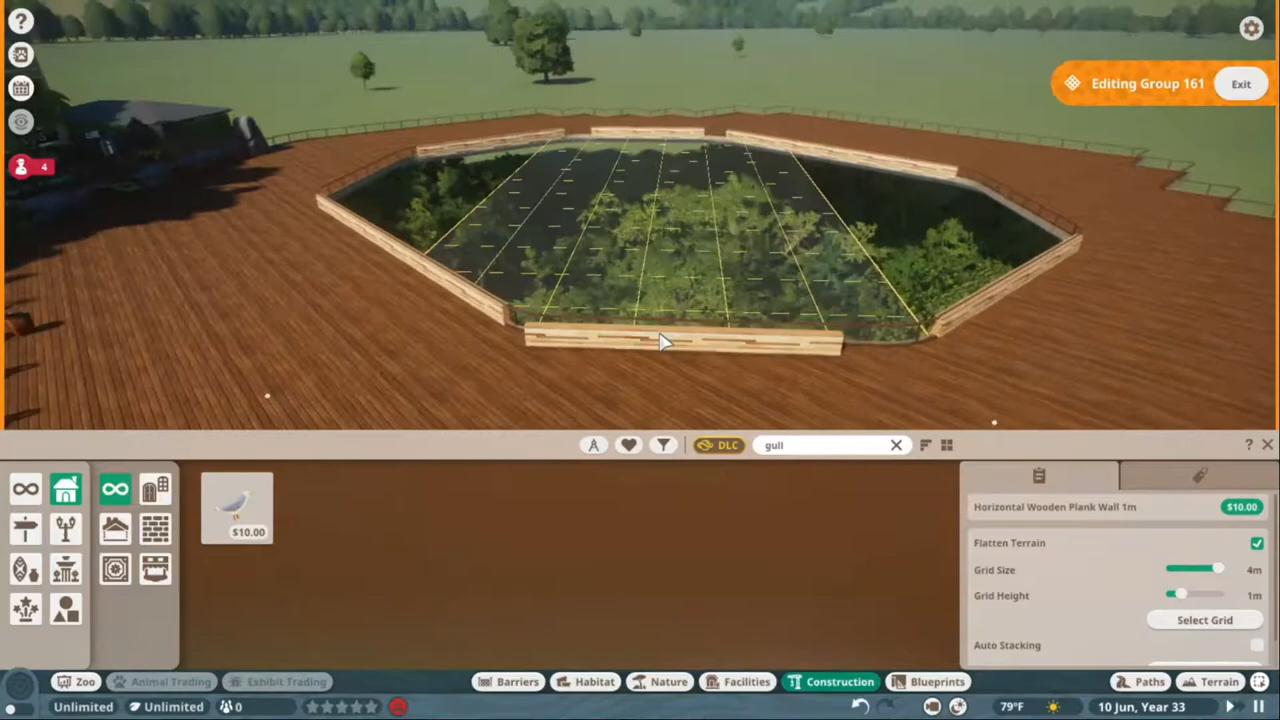 ?
Editing Group 161
Exit
4
DLC
gull
?
$10.00
Horizontal Wooden Plank Wall 1m
$10.00
Flatten Terrain
Grid Size
4m
Grid Height
1m
Select Grid
Auto Stacking
Zoo
Animal Trading
Exhibit Trading
Barriers
Habitat
Nature
Facilities
Construction
Blueprints
Paths
Terrain
Unlimited
Unlimited
0
79°F
10 Jun, Year 33